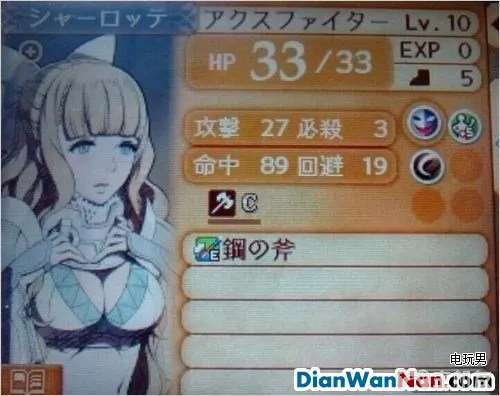 シャーロッテ
アクスファイター Lv. 10
HP 33/33
EXP 0
5
攻撃 27 必殺 3
+5
命中 89 回避 19
C
E 鋼の斧
电玩男
DianWanNan.com